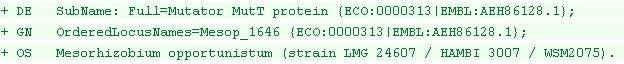 + DE   SubName: Full=Mutator MutT protein {ECO:0000313|EMBL:AEH86128.1};
+ GN   OrderedLocusNames=Mesop_1646 {ECO:0000313|EMBL:AEH86128.1};
+ OS   Mesorhizobium opportunistum (strain LMG 24607 / HAMBI 3007 / WSM2075).